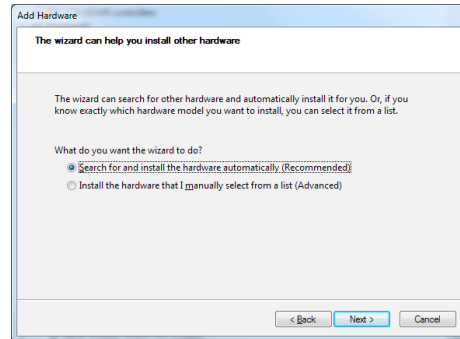 Add Hardware
The wizard can help you install other hardware
The wizard can search for other hardware and automatically install it for you. Or, if you
know exactly which hardware model you want to install, you can select it from a list.
What do you want the wizard to do?
Search for and install the hardware automatically (Recommended)
Install the hardware that I manually select from a list (Advanced)
< Back Next > Cancel